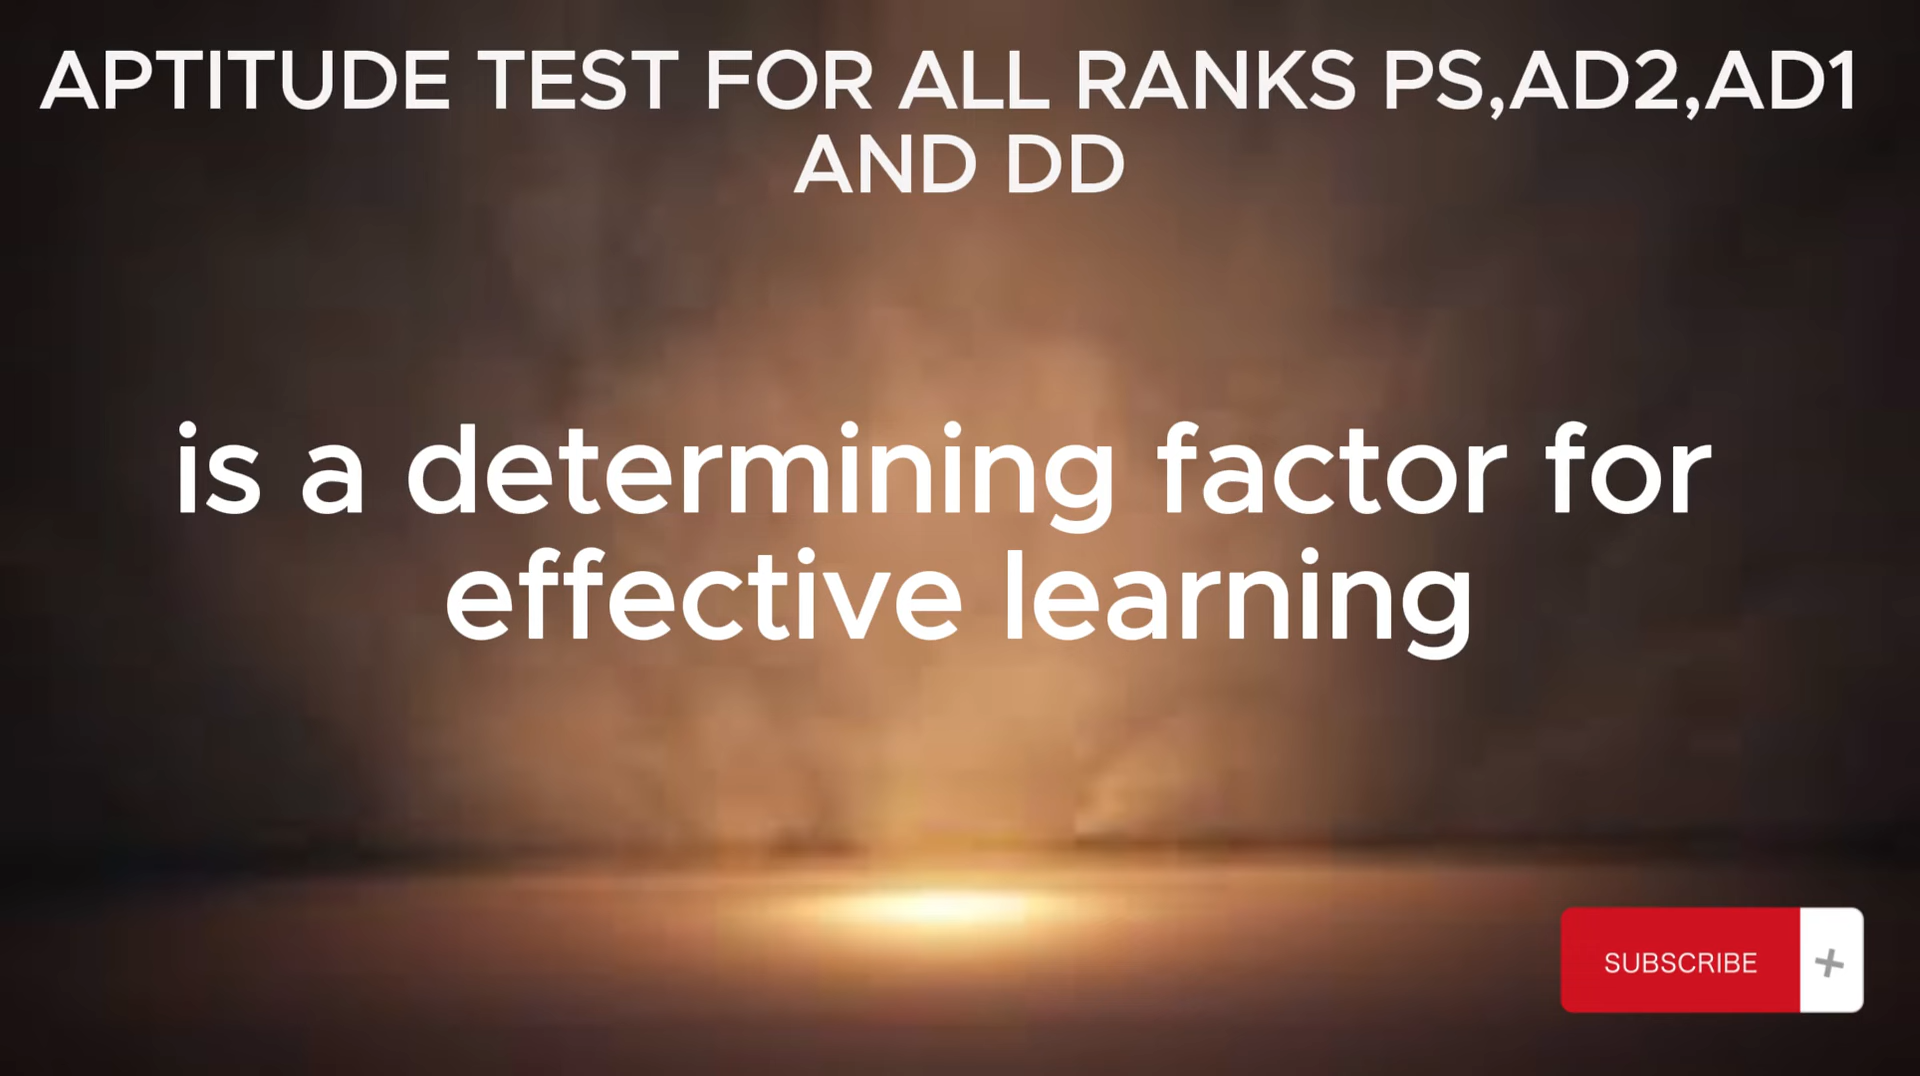 APTITUDE TEST FOR ALL RANKS PS,AD2,AD1
AND DD
is a determining factor for
effective learning
SUBSCRIBE +